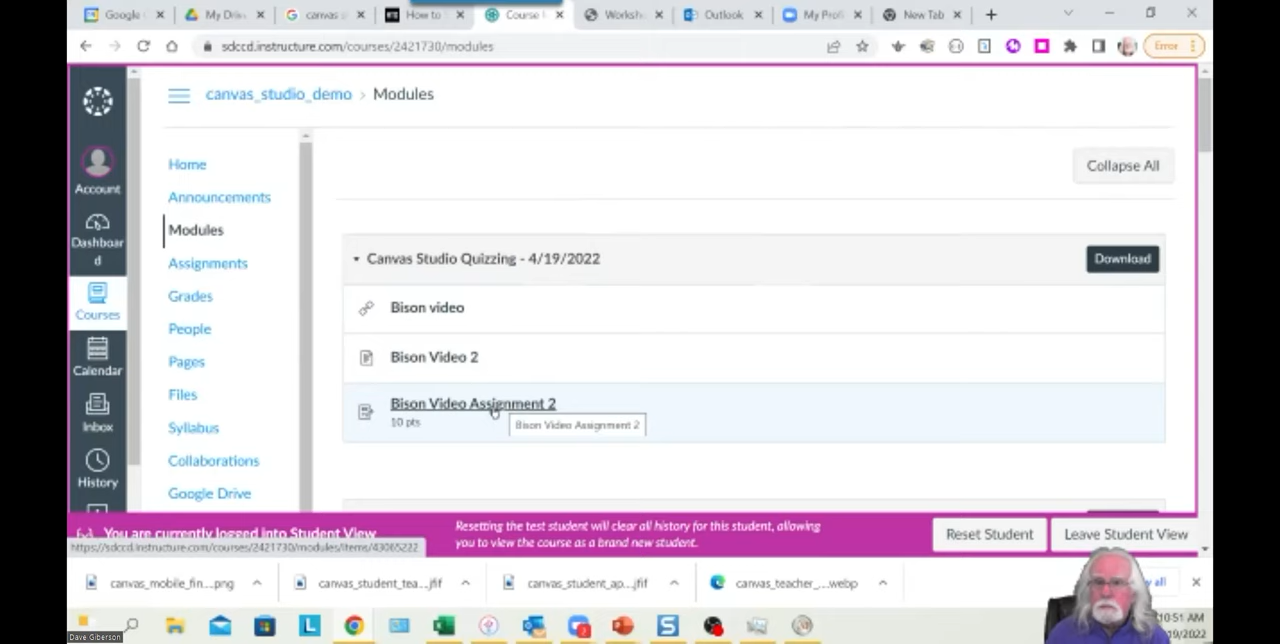 Google
My Driv
canvas s
How to
Course
Worksh
Outlook
My Profi
New Tab
sdccd.instructure.com/courses/2421730/modules
Error
canvas_studio_demo > Modules
Collapse All
Account
Dashboar
d
Courses
Calendar
Inbox
History
Home
Announcements
Modules
Assignments
Grades
People
Pages
Files
Syllabus
Collaborations
Google Drive
Canvas Studio Quizzing - 4/19/2022
Download
Bison video
Bison Video 2
Bison Video Assignment 2
10 pts
Bison Video Assignment 2
You are currently logged into Student View
Resetting the test student will clear all history for this student, allowing
you to view the course as a brand new student.
Reset Student
Leave Student View
https://sdccd.instructure.com/courses/2421730/modules/items/43065222
canvas_mobile_fin....png
canvas_student_tea....jfif
canvas_student_ap....jfif
canvas_teacher_....webp
all
10:51 AM
19/2022
Dave Giberson